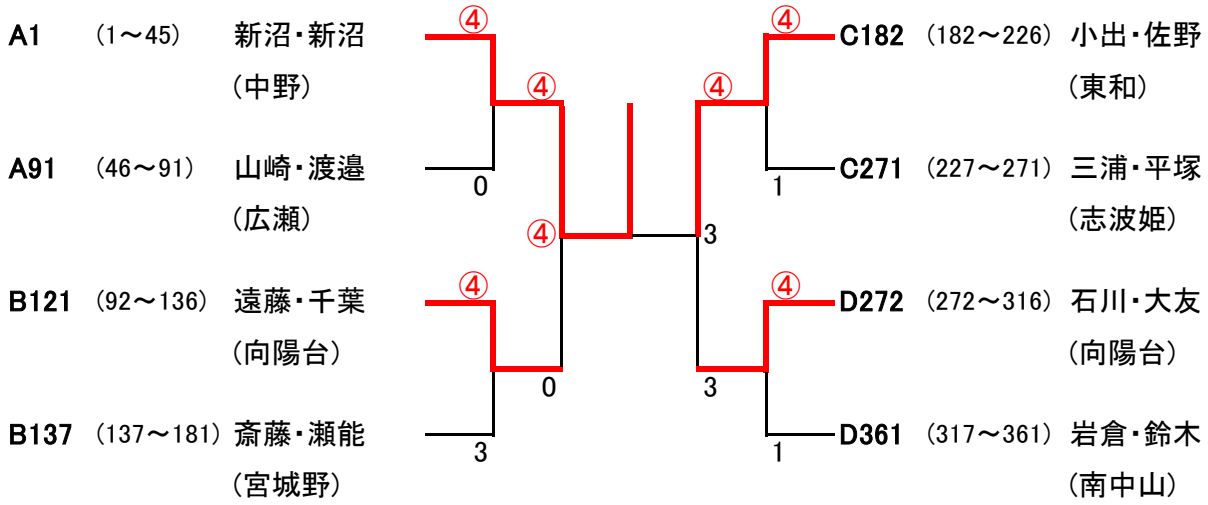 A1 (1～45) 新沼・新沼 ④ ④ C182 (182～226) 小出・佐野
(中野) ④ ④ (東和)
A91 (46～91) 山崎・渡邉 0 1 C271 (227～271) 三浦・平塚
(広瀬) ④ 3 (志波姫)
B121 (92～136) 遠藤・千葉 ④ ④ D272 (272～316) 石川・大友
(向陽台) 0 3 (向陽台)
B137 (137～181) 斎藤・瀬能 3 1 D361 (317～361) 岩倉・鈴木
(宮城野) (南中山)